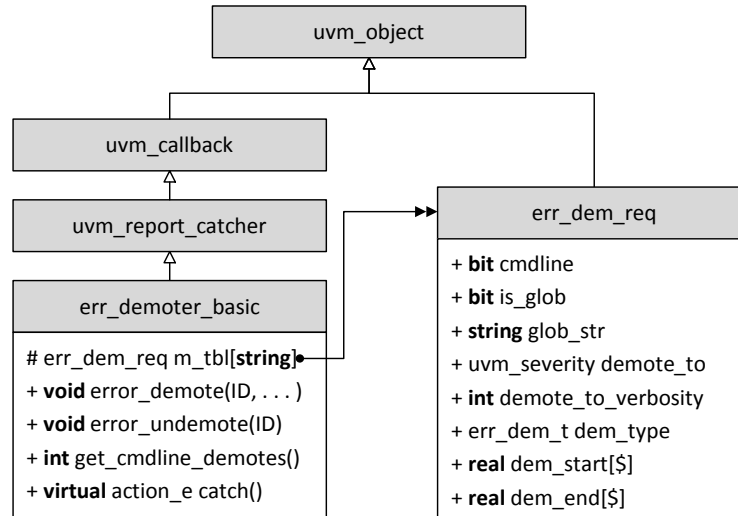 uvm_object
uvm_callback
uvm_report_catcher
err_demoter_basic
# err_dem_req m_tbl[string]
+ void error_demote(ID, . . . )
+ void error_undemote(ID)
+ int get_cmdline_demotes()
+ virtual action_e catch()
err_dem_req
+ bit cmdline
+ bit is_glob
+ string glob_str
+ uvm_severity demote_to
+ int demote_to_verbosity
+ err_dem_t dem_type
+ real dem_start[$]
+ real dem_end[$]